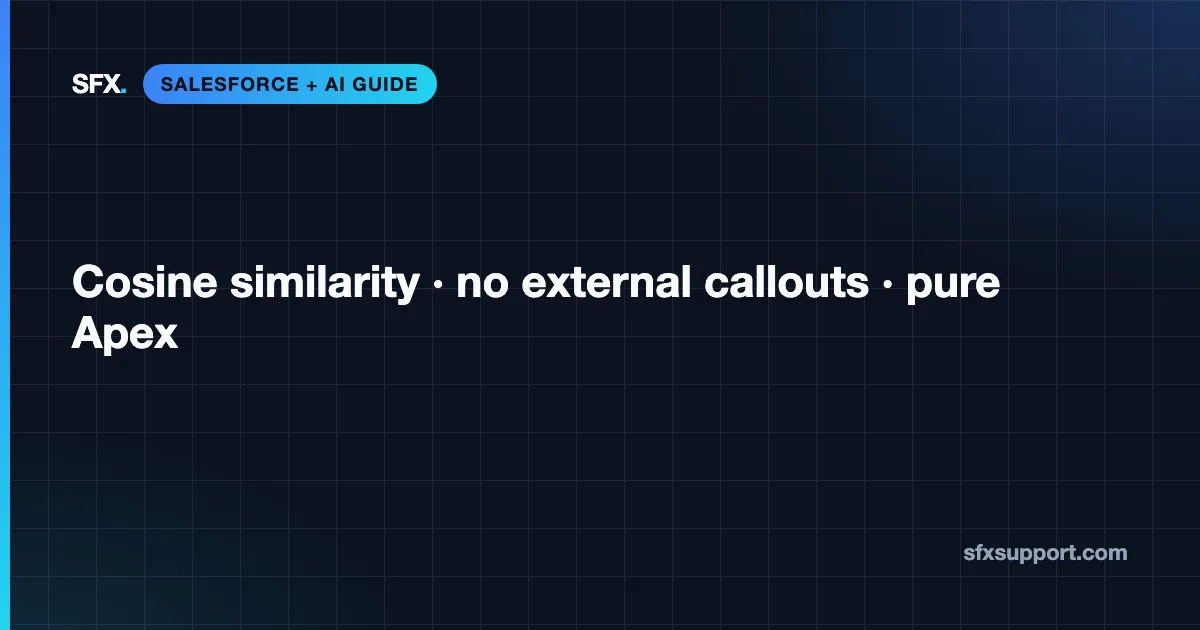 SFX.
SALESFORCE + AI GUIDE
Cosine similarity · no external callouts · pure
Apex
sfxsupport.com